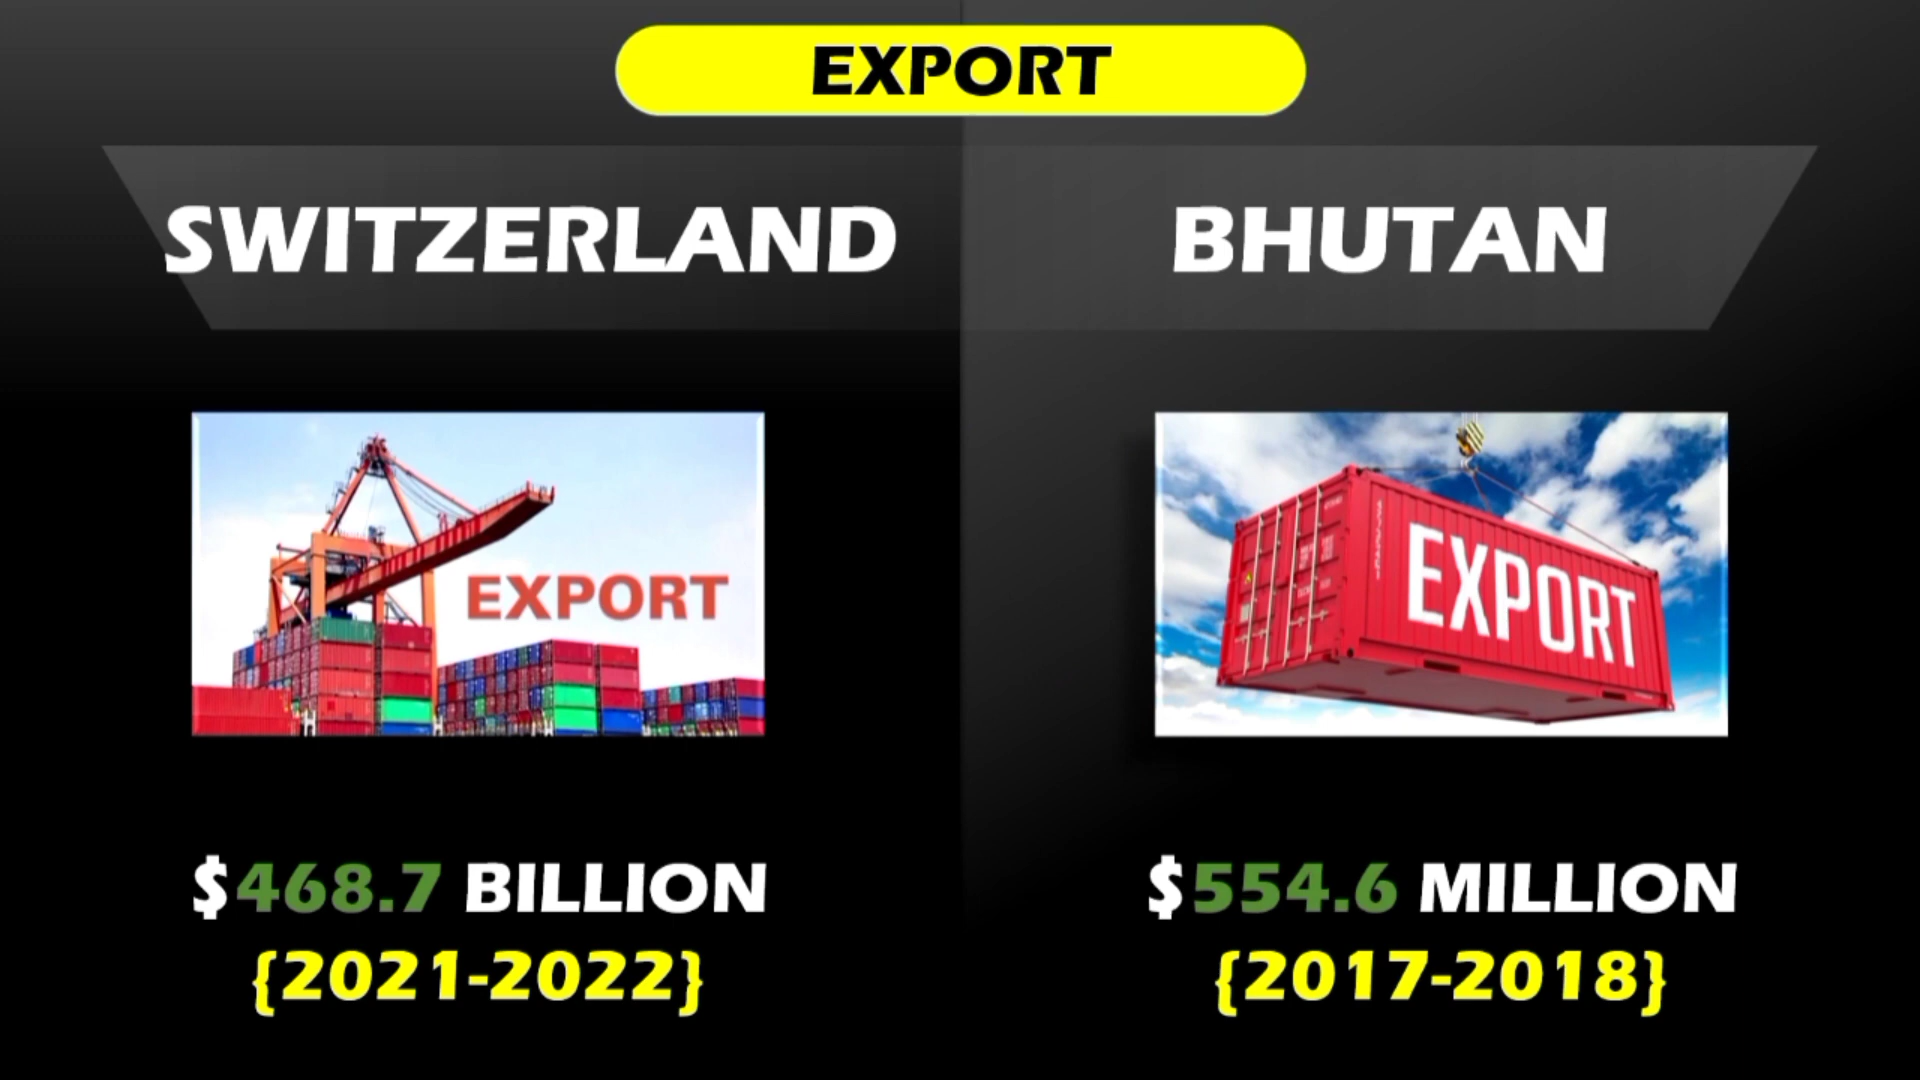 EXPORT
SWITZERLAND
BHUTAN
EXPORT
EXPORT
$468.7 BILLION
{2021-2022}
$554.6 MILLION
{2017-2018}